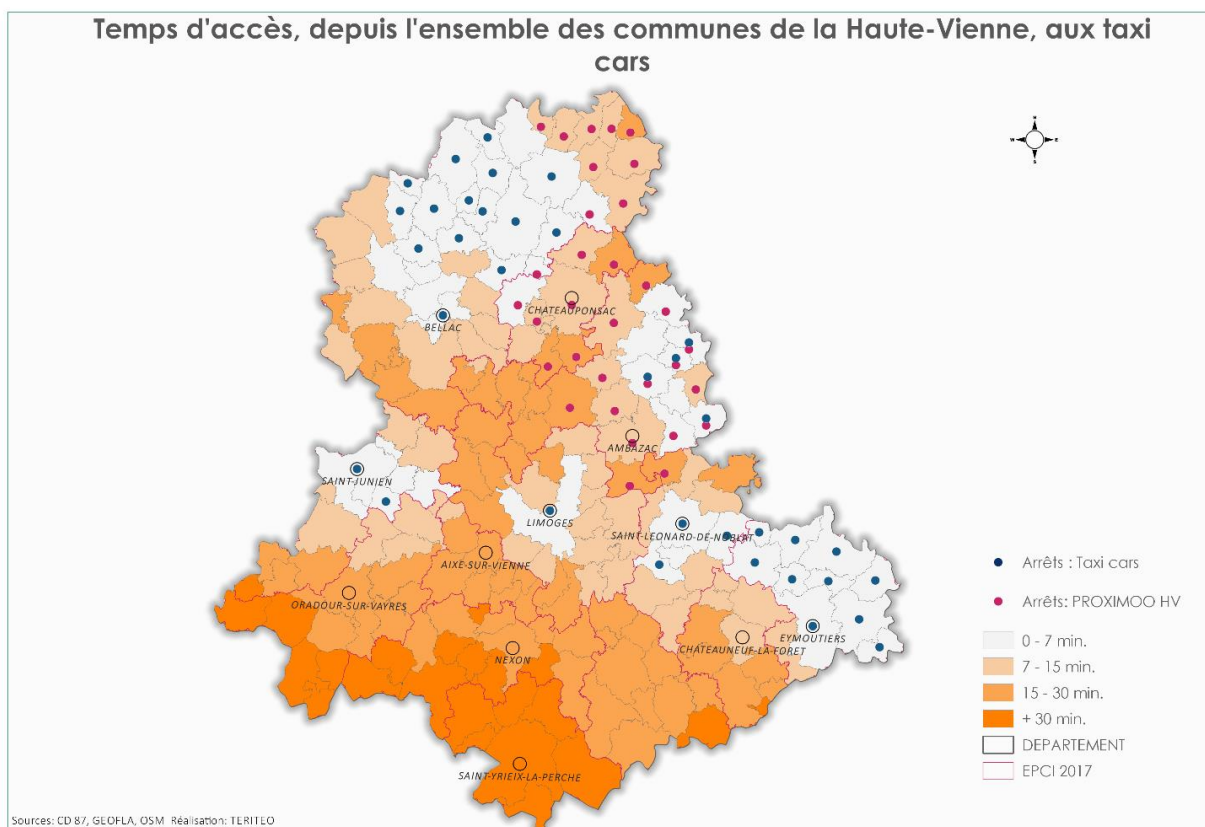 Temps d'accès, depuis l'ensemble des communes de la Haute-Vienne, aux taxi
cars
N
W E
S
CHATEAUPONSAC
BELLAC
AMBAZAC
SAINT-JUNIEN
LIMOGES
SAINT-LEONARD-DE-NOBLAT
AIXE-SUR-VIENNE
ORADOUR-SUR-VAYRES
EYMOUTIERS
CHATEAUNEUF-LA-FORET
NEXON
SAINT-YRIEIX-LA-PERCHE
Arrêts : Taxi cars
Arrêts: PROXIMOO HV
0 - 7 min.
7 - 15 min.
15 - 30 min.
+ 30 min.
DEPARTEMENT
EPCI 2017
Sources: CD 87, GEOFLA, OSM Réalisation: TERITEO